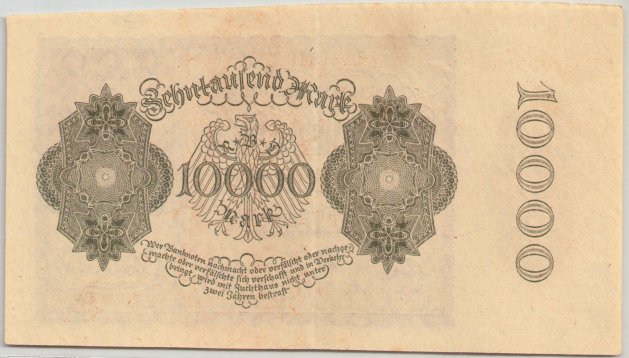 Zehntausend Mark
R·B·D
10000
Mark
Wer Banknoten nachmacht oder verfälscht oder nachge-
machte oder verfälschte sich verschafft und in Verkehr
bringt, wird mit Zuchthaus nicht unter
zwei Jahren bestraft
10000